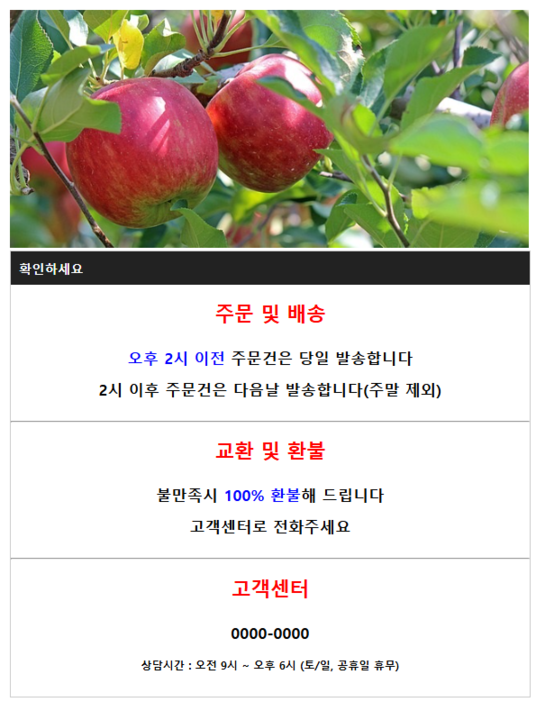 확인하세요
주문 및 배송
오후 2시 이전 주문건은 당일 발송합니다
2시 이후 주문건은 다음날 발송합니다(주말 제외)
교환 및 환불
불만족시 100% 환불해 드립니다
고객센터로 전화주세요
고객센터
0000-0000
상담시간 : 오전 9시 ~ 오후 6시 (토/일, 공휴일 휴무)